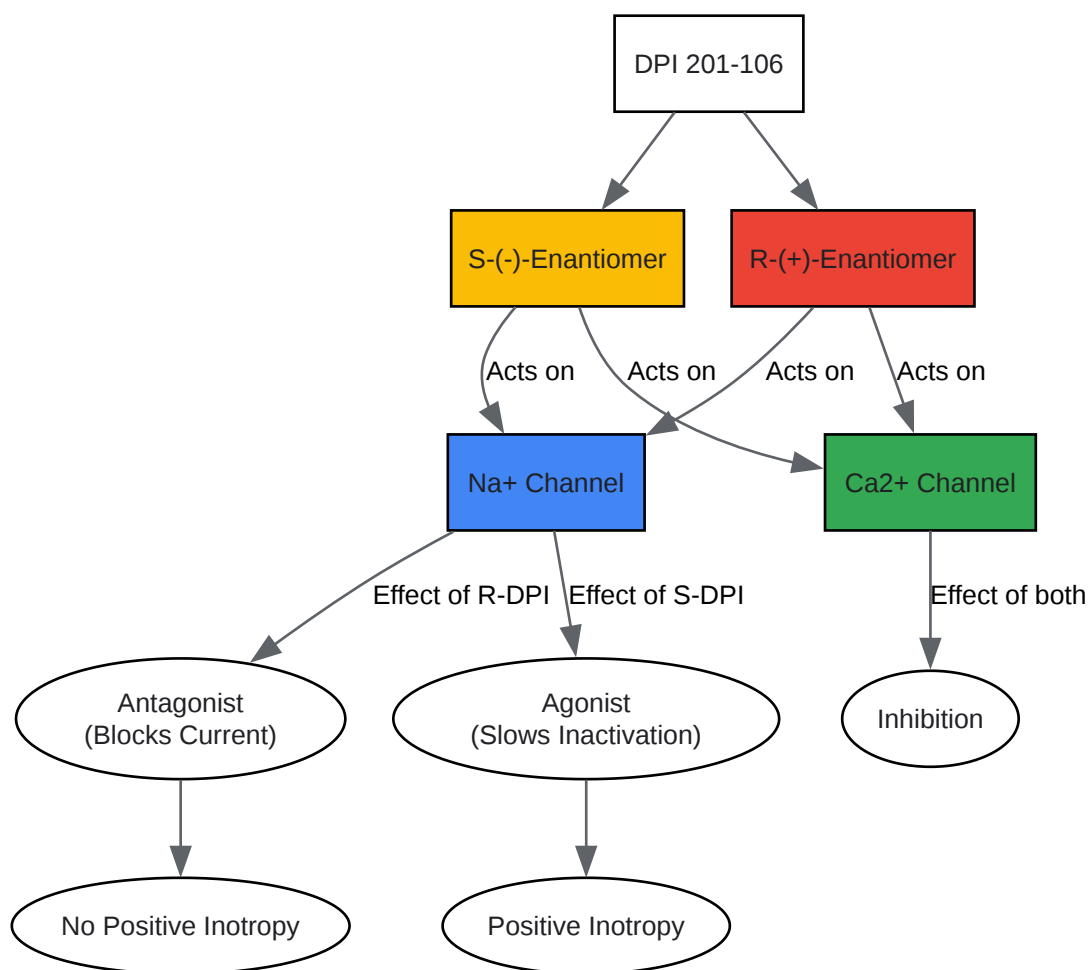 DPI 201-106
S-(-)-Enantiomer
R-(+)-Enantiomer
Acts on
Acts on
Acts on
Acts on
Na+ Channel
Ca2+ Channel
Effect of R-DPI
Effect of S-DPI
Effect of both
Antagonist
(Blocks Current)
Agonist
(Slows Inactivation)
Inhibition
No Positive Inotropy
Positive Inotropy